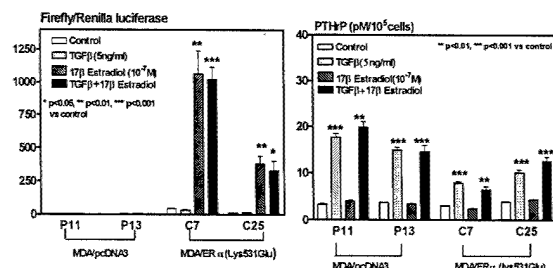 Firefly/Renilla luciferase
Control
TGFβ(5ng/ml)
17β Estradiol (10⁻⁷M)
TGFβ+17β Estradiol
* p<0.05, ** p<0.01, *** p<0.001
vs control
1250
1000
750
500
250
0
**
***
**
*
P11
P13
C7
C25
MDA/pcDNA3
MDA/ERα(Lys531Glu)
PTHrP (pM/10⁵cells)
Control
TGFβ(5ng/ml)
17β Estradiol(10⁻⁷M)
TGFβ+17β Estradiol
** p<0.01, *** p<0.001 vs control
40
30
20
10
0
***
**
***
***
***
**
***
***
P11
P13
C7
C25
MDA/pcDNA3
MDA/ERα(Lys531Glu)